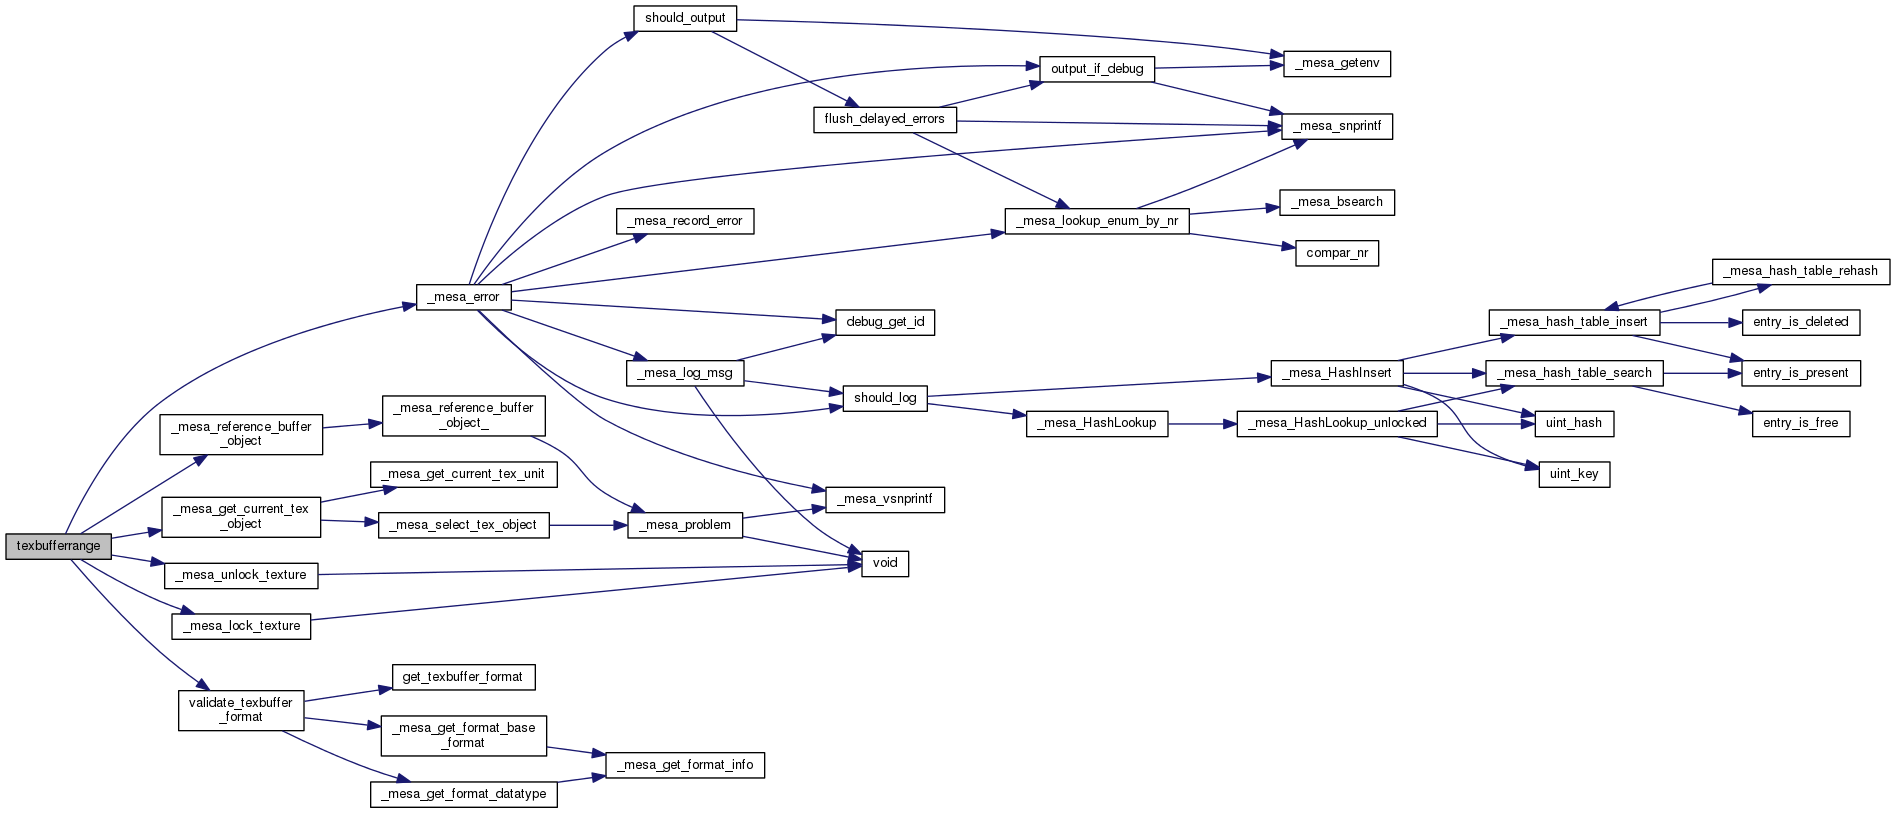 should_output
_mesa_getenv
output_if_debug
flush_delayed_errors
_mesa_snprintf
_mesa_bsearch
_mesa_record_error
_mesa_lookup_enum_by_nr
compar_nr
_mesa_hash_table_rehash
_mesa_error
debug_get_id
_mesa_hash_table_insert
entry_is_deleted
_mesa_log_msg
_mesa_HashInsert
_mesa_hash_table_search
entry_is_present
should_log
_mesa_reference_buffer
_object_
_mesa_reference_buffer
_object
_mesa_HashLookup
_mesa_HashLookup_unlocked
uint_hash
entry_is_free
_mesa_get_current_tex_unit
uint_key
_mesa_vsnprintf
_mesa_get_current_tex
_object
_mesa_select_tex_object
_mesa_problem
texbufferrange
void
_mesa_unlock_texture
_mesa_lock_texture
get_texbuffer_format
validate_texbuffer
_format
_mesa_get_format_base
_format
_mesa_get_format_info
_mesa_get_format_datatype